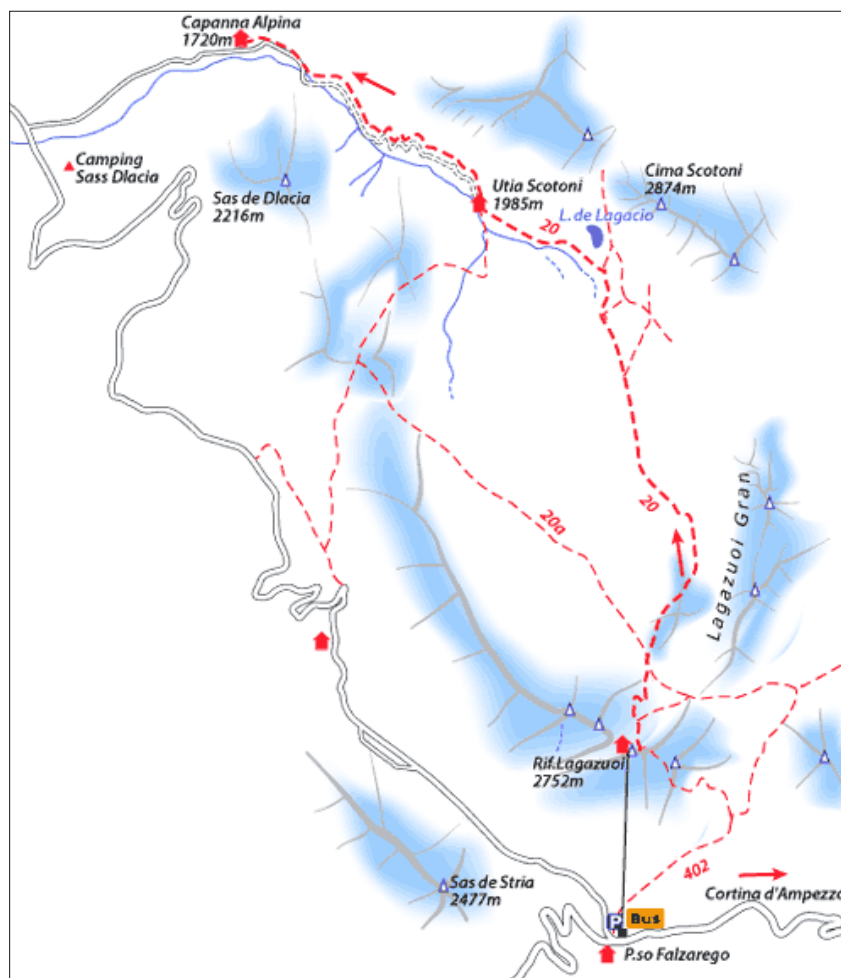 Capanna Alpina
1720m
Camping
Sass Dlacia
Sas de Dlacia
2216m
Utia Scotoni
1985m
Cima Scotoni
2874m
L. de Lagacio
20
20
20a
Lagazuoi Gran
Rif.Lagazuoi
2752m
Sas de Stria
2477m
402
Cortina d'Ampezzo
P
Bus
P.so Falzarego